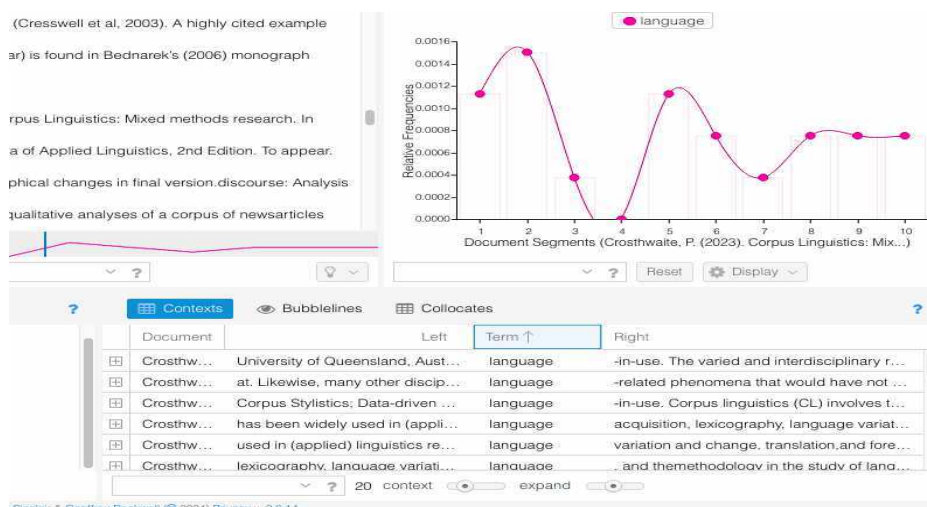 (Cresswell et al, 2003). A highly cited example
ar) is found in Bednarek's (2006) monograph
rpus Linguistics: Mixed methods research. In
a of Applied Linguistics, 2nd Edition. To appear.
phical changes in final version.discourse: Analysis
qualitative analyses of a corpus of newsarticles
?
language
0.0016
0.0014
0.0012
0.0010
0.0008
0.0006
0.0004
0.0002
0.0000
Relative Frequencies
1 2 3 4 5 6 7 8 9 10
Document Segments (Crosthwaite, P. (2023). Corpus Linguistics: Mix...)
? Reset Display
? Contexts Bubblelines Collocates ?
Document Left Term ↑ Right
Crosthw... University of Queensland, Aust... language -in-use. The varied and interdisciplinary r...
Crosthw... at. Likewise, many other discip... language -related phenomena that would have not ...
Crosthw... Corpus Stylistics; Data-driven ... language -in-use. Corpus linguistics (CL) involves t...
Crosthw... has been widely used in (appli... language acquisition, lexicography, language variat...
Crosthw... used in (applied) linguistics re... language variation and change, translation,and fore...
Crosthw... lexicography, language variati... language , and themethodology in the study of lang...
? 20 context expand